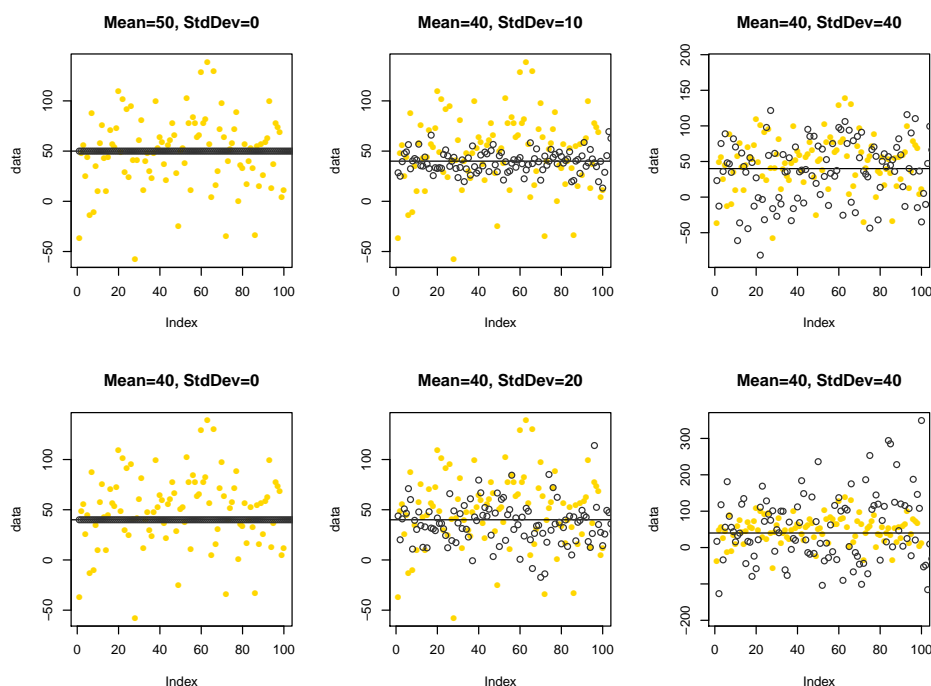 Mean=50, StdDev=0
data
100
50
0
−50
0 20 40 60 80 100
Index
Mean=40, StdDev=10
data
100
50
0
−50
0 20 40 60 80 100
Index
Mean=40, StdDev=40
data
200
150
100
50
0
−50
0 20 40 60 80 100
Index
Mean=40, StdDev=0
data
100
50
0
−50
0 20 40 60 80 100
Index
Mean=40, StdDev=20
data
100
50
0
−50
0 20 40 60 80 100
Index
Mean=40, StdDev=40
data
300
200
100
0
−200
0 20 40 60 80 100
Index